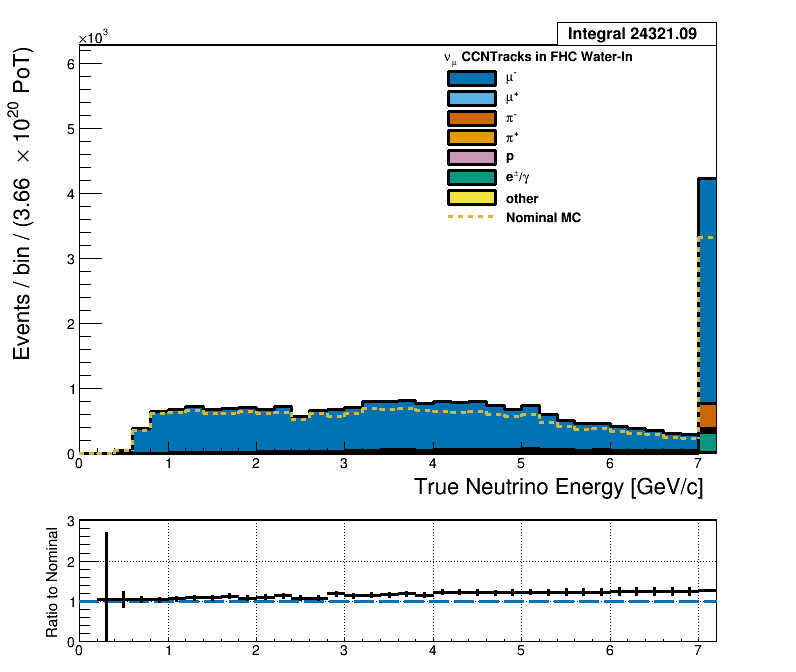 Integral 24321.09
×10³
ν_μ CCNTracks in FHC Water-In
μ⁻
μ⁺
π⁻
π⁺
p
e^±/γ
other
Nominal MC
Events / bin / (3.66 × 10²⁰ PoT)
6
5
4
3
2
1
0
0 1 2 3 4 5 6 7
True Neutrino Energy [GeV/c]
Ratio to Nominal
3
2
1
0
0 1 2 3 4 5 6 7